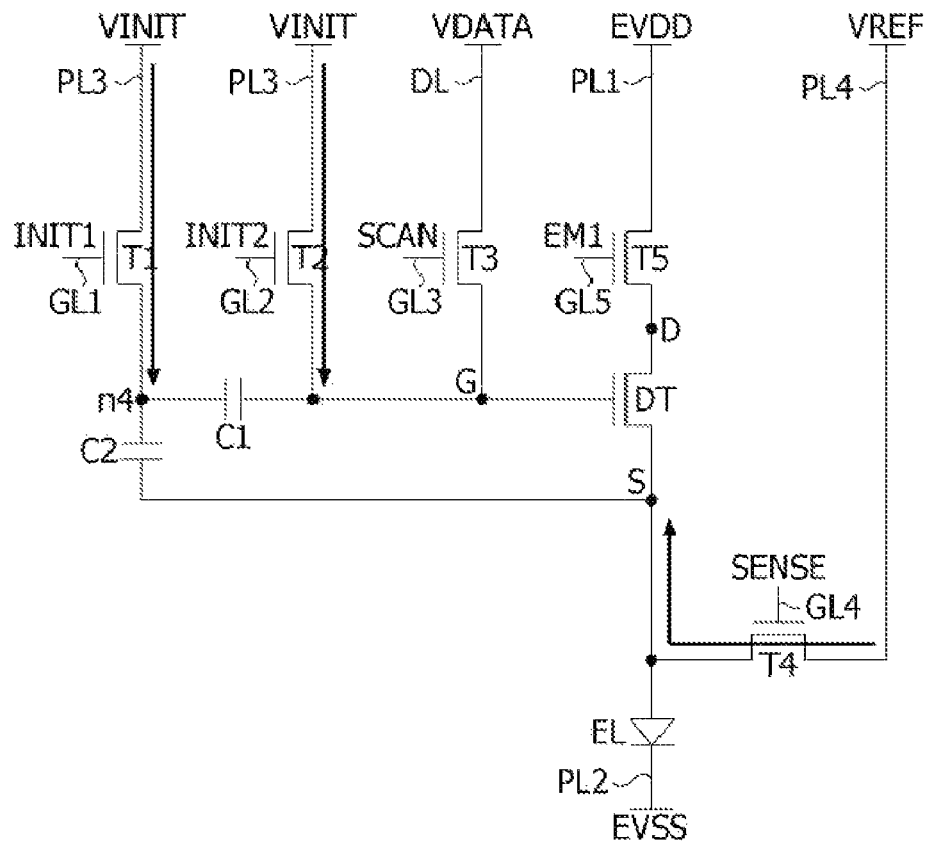 VINIT VINIT VDATA EVDD VREF
PL3 PL3 DL PL1 PL4
INIT1 INIT2 SCAN EM1
T1 T2 T3 T5
GL1 GL2 GL3 GL5
D
G
n4 DT
C1
C2
S
SENSE
GL4
T4
EL
PL2
EVSS